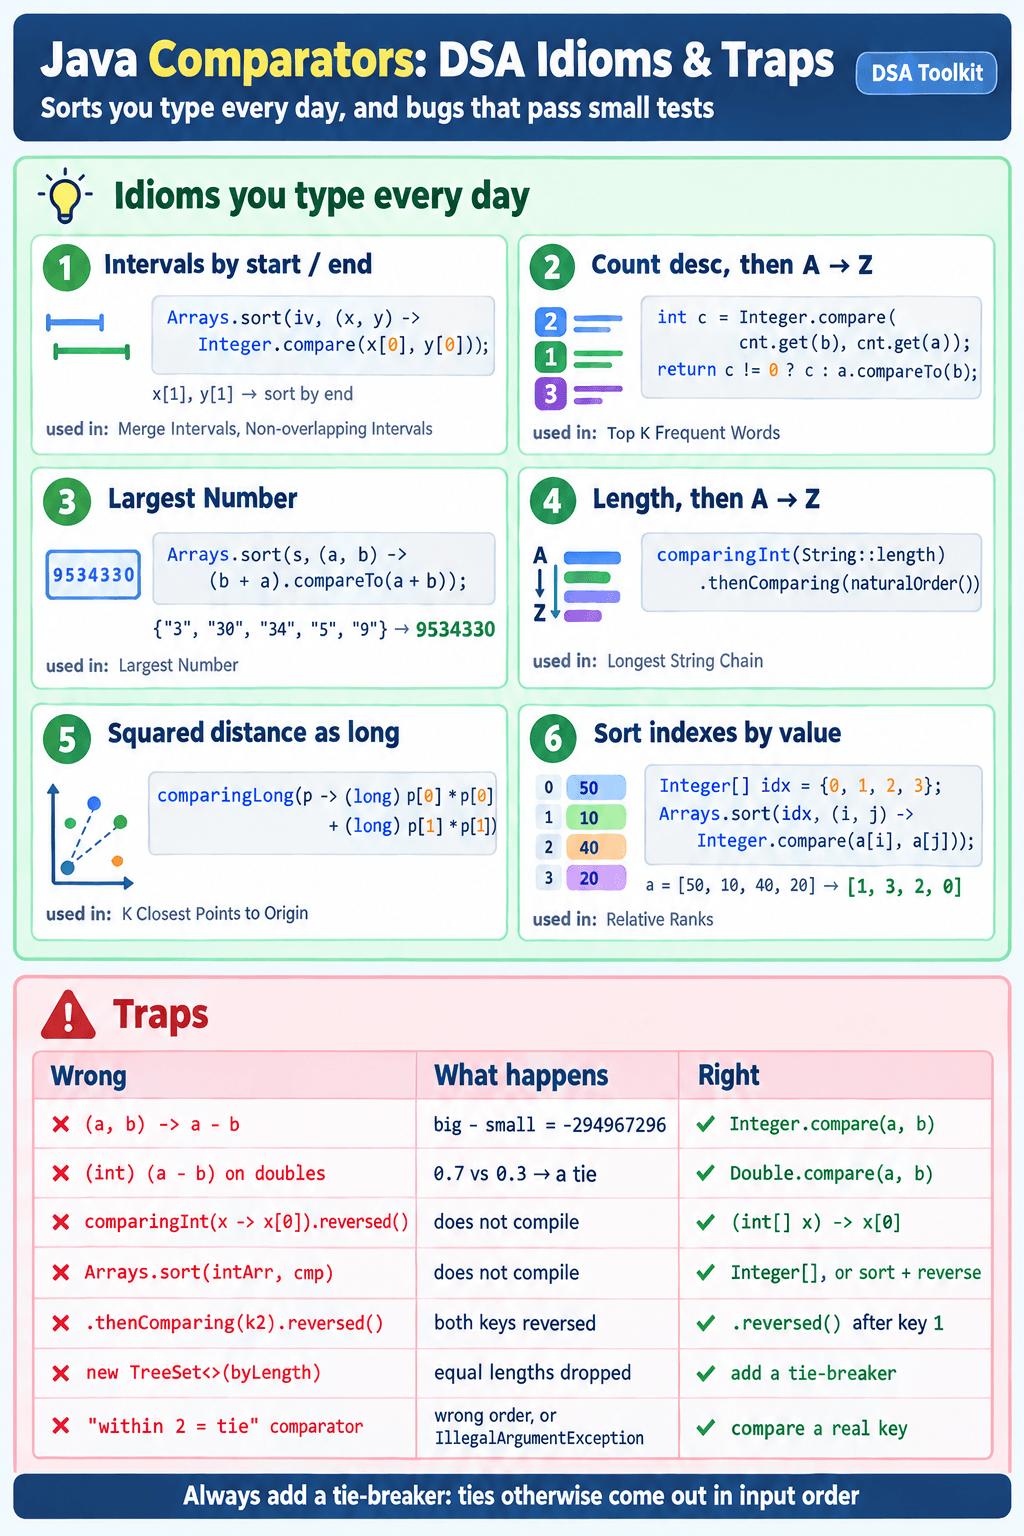 Java Comparators: DSA Idioms & Traps
DSA Toolkit
Sorts you type every day, and bugs that pass small tests
Idioms you type every day
1 Intervals by start / end
Arrays.sort(iv, (x, y) ->
Integer.compare(x[0], y[0]));
x[1], y[1] → sort by end
used in: Merge Intervals, Non-overlapping Intervals
2 Count desc, then A → Z
2
1
3
int c = Integer.compare(
cnt.get(b), cnt.get(a));
return c != 0 ? c : a.compareTo(b);
used in: Top K Frequent Words
3 Largest Number
9534330
Arrays.sort(s, (a, b) ->
(b + a).compareTo(a + b));
{"3", "30", "34", "5", "9"} → 9534330
used in: Largest Number
4 Length, then A → Z
A
Z
comparingInt(String::length)
.thenComparing(naturalOrder())
used in: Longest String Chain
5 Squared distance as long
comparingLong(p -> (long) p[0] * p[0]
+ (long) p[1] * p[1])
used in: K Closest Points to Origin
6 Sort indexes by value
0 50
1 10
2 40
3 20
Integer[] idx = {0, 1, 2, 3};
Arrays.sort(idx, (i, j) ->
Integer.compare(a[i], a[j]));
a = [50, 10, 40, 20] → [1, 3, 2, 0]
used in: Relative Ranks
Traps
Wrong What happens Right
(a, b) -> a - b big - small = -294967296 Integer.compare(a, b)
(int) (a - b) on doubles 0.7 vs 0.3 → a tie Double.compare(a, b)
comparingInt(x -> x[0]).reversed() does not compile (int[] x) -> x[0]
Arrays.sort(intArr, cmp) does not compile Integer[], or sort + reverse
.thenComparing(k2).reversed() both keys reversed .reversed() after key 1
new TreeSet<>(byLength) equal lengths dropped add a tie-breaker
"within 2 = tie" comparator wrong order, or IllegalArgumentException compare a real key
Always add a tie-breaker: ties otherwise come out in input order